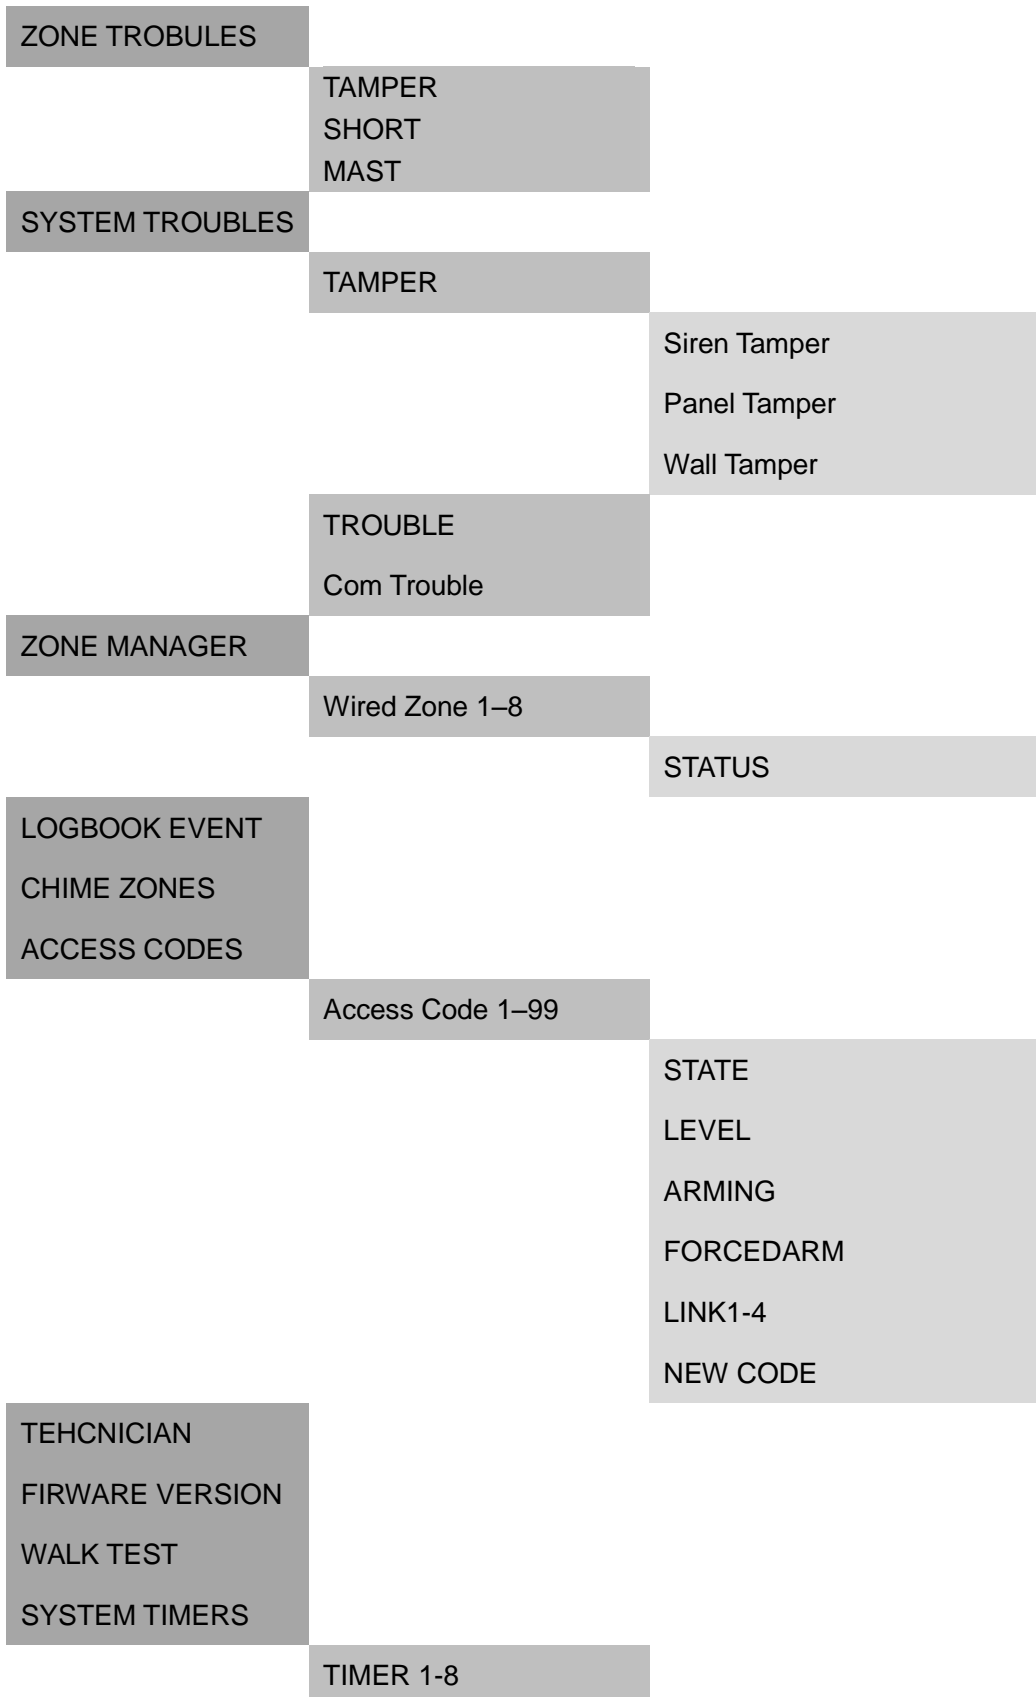 ZONE TROBULES
TAMPER
SHORT
MAST
SYSTEM TROUBLES
TAMPER
Siren Tamper
Panel Tamper
Wall Tamper
TROUBLE
Com Trouble
ZONE MANAGER
Wired Zone 1–8
STATUS
LOGBOOK EVENT
CHIME ZONES
ACCESS CODES
Access Code 1–99
STATE
LEVEL
ARMING
FORCEDARM
LINK1-4
NEW CODE
TEHCNICIAN
FIRWARE VERSION
WALK TEST
SYSTEM TIMERS
TIMER 1-8